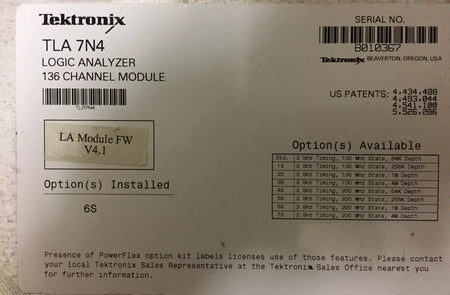 Tektronix
SERIAL NO.
TLA 7N4
B010367
LOGIC ANALYZER
Tektronix BEAVERTON, OREGON, USA
136 CHANNEL MODULE
TLA7N4
US PATENTS: 4.434.488
4.493.044
4.541.100
5.526.286
LA Module FW
V4.1
Option(s) Installed
6S
Option(s) Available
Std. 2 GHz Timing, 100 MHz State, 64K Depth
1S 2 GHz Timing, 100 MHz State, 256K Depth
2S 2 GHz Timing, 100 MHz State, 1M Depth
3S 2 GHz Timing, 100 MHz State, 4M Depth
4S 2 GHz Timing, 200 MHz State, 64K Depth
5S 2 GHz Timing, 200 MHz State, 256K Depth
6S 2 GHz Timing, 200 MHz State, 1M Depth
7S 2 GHz Timing, 200 MHz State, 4M Depth
Presence of PowerFlex option kit labels licenses use of those features. Please contact
your local Tektronix Sales Representative at the Tektronix Sales Office nearest you
for further information.